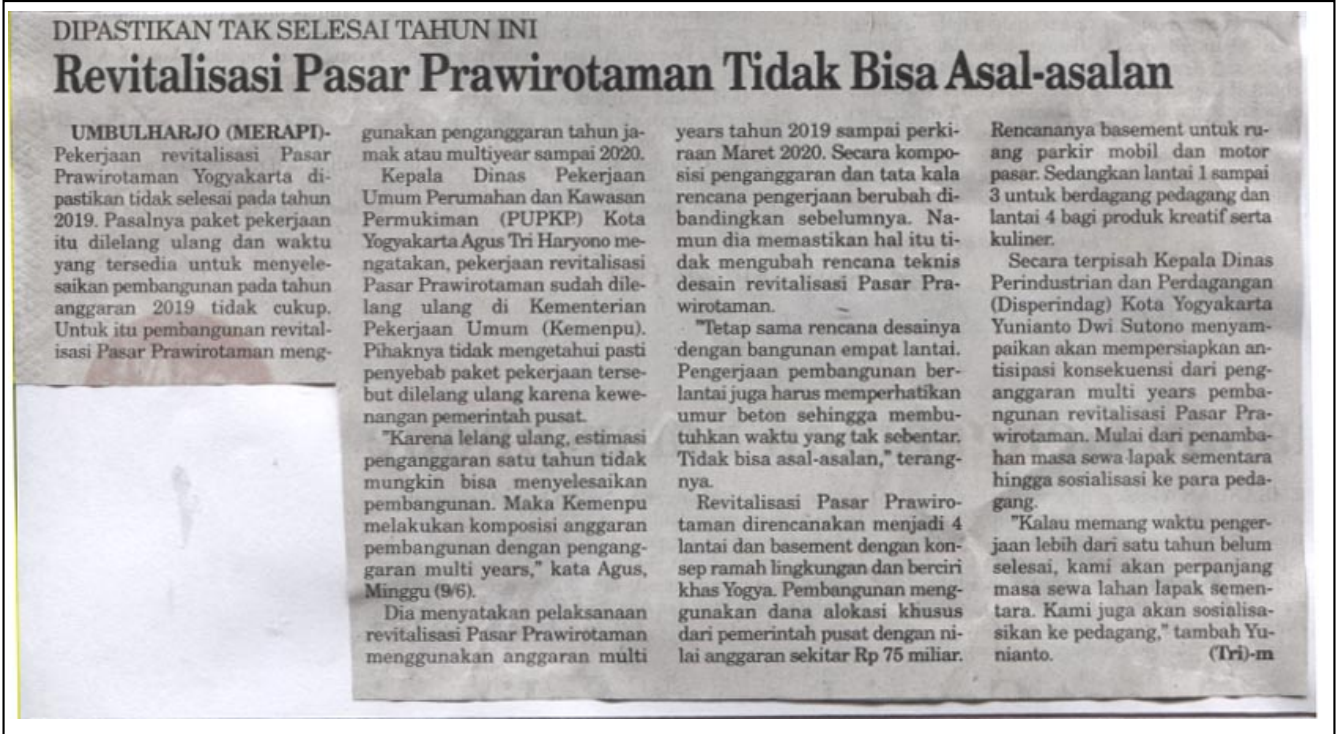 DIPASTIKAN TAK SELESAI TAHUN INI
Revitalisasi Pasar Prawirotaman Tidak Bisa Asal-asalan
UMBULHARJO (MERAPI)-
Pekerjaan revitalisasi Pasar
Prawirotaman Yogyakarta di-
pastikan tidak selesai pada tahun
2019. Pasalnya paket pekerjaan
itu dilelang ulang dan waktu
yang tersedia untuk menyele-
saikan pembangunan pada tahun
anggaran 2019 tidak cukup.
Untuk itu pembangunan revital-
isasi Pasar Prawirotaman meng-
gunakan penganggaran tahun ja-
mak atau multiyear sampai 2020.
Kepala Dinas Pekerjaan
Umum Perumahan dan Kawasan
Permukiman (PUPKP) Kota
Yogyakarta Agus Tri Haryono me-
ngatakan, pekerjaan revitalisasi
Pasar Prawirotaman sudah dile-
lang ulang di Kementerian
Pekerjaan Umum (Kemenpu).
Pihaknya tidak mengetahui pasti
penyebab paket pekerjaan terse-
but dilelang ulang karena kewe-
nangan pemerintah pusat.
"Karena lelang ulang, estimasi
penganggaran satu tahun tidak
mungkin bisa menyelesaikan
pembangunan. Maka Kemenpu
melakukan komposisi anggaran
pembangunan dengan pengang-
garan multi years," kata Agus,
Minggu (9/6).
Dia menyatakan pelaksanaan
revitalisasi Pasar Prawirotaman
menggunakan anggaran multi
years tahun 2019 sampai perki-
raan Maret 2020. Secara kompo-
sisi penganggaran dan tata kala
rencana pengerjaan berubah di-
bandingkan sebelumnya. Na-
mun dia memastikan hal itu ti-
dak mengubah rencana teknis
desain revitalisasi Pasar Pra-
wirotaman.
"Tetap sama rencana desainya
dengan bangunan empat lantai.
Pengerjaan pembangunan ber-
lantai juga harus memperhatikan
umur beton sehingga membu-
tuhkan waktu yang tak sebentar.
Tidak bisa asal-asalan," terang-
nya.
Revitalisasi Pasar Prawiro-
taman direncanakan menjadi 4
lantai dan basement dengan kon-
sep ramah lingkungan dan berciri
khas Yogya. Pembangunan meng-
gunakan dana alokasi khusus
dari pemerintah pusat dengan ni-
lai anggaran sekitar Rp 75 miliar.
Rencananya basement untuk ru-
ang parkir mobil dan motor
pasar. Sedangkan lantai 1 sampai
3 untuk berdagang pedagang dan
lantai 4 bagi produk kreatif serta
kuliner.
Secara terpisah Kepala Dinas
Perindustrian dan Perdagangan
(Disperindag) Kota Yogyakarta
Yunianto Dwi Sutono menyam-
paikan akan mempersiapkan an-
tisipasi konsekuensi dari peng-
anggaran multi years pemba-
ngunan revitalisasi Pasar Pra-
wirotaman. Mulai dari penamba-
han masa sewa lapak sementara
hingga sosialisasi ke para peda-
gang.
"Kalau memang waktu penger-
jaan lebih dari satu tahun belum
selesai, kami akan perpanjang
masa sewa lahan lapak semen-
tara. Kami juga akan sosialisa-
sikan ke pedagang," tambah Yu-
nianto. (Tri)-m